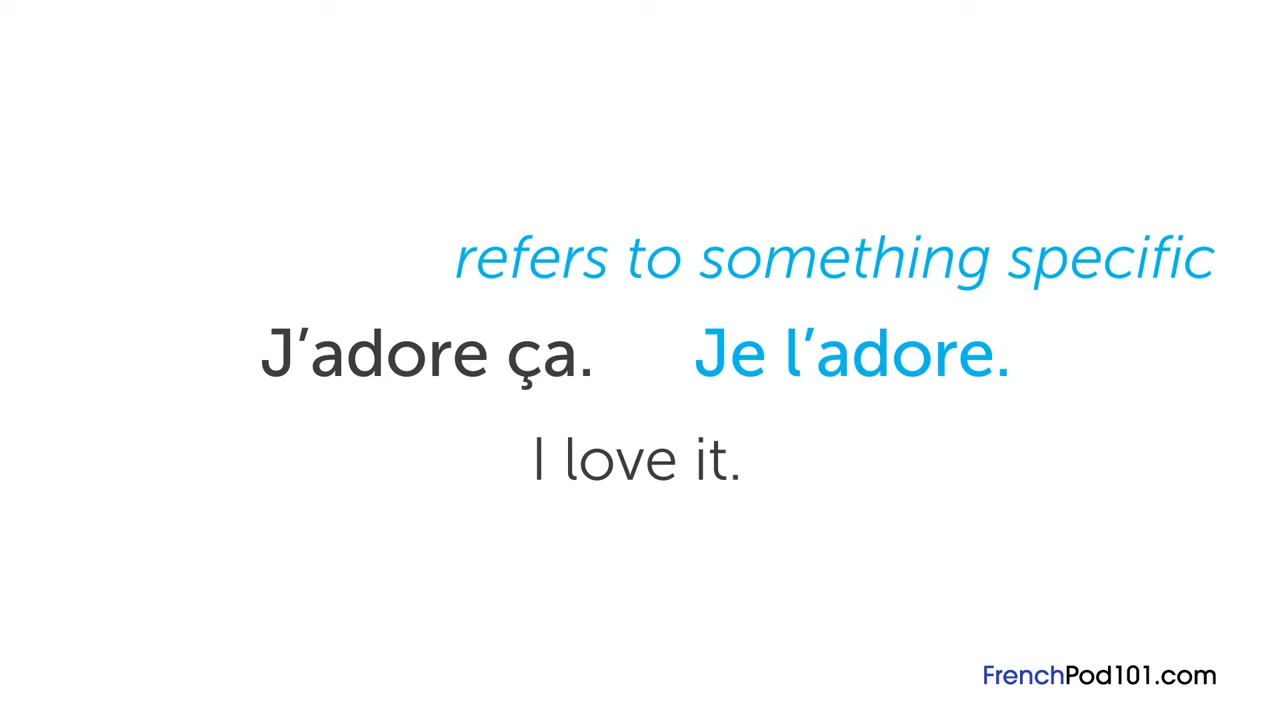 refers to something specific
J’adore ça. Je l’adore.
I love it.
FrenchPod101.com